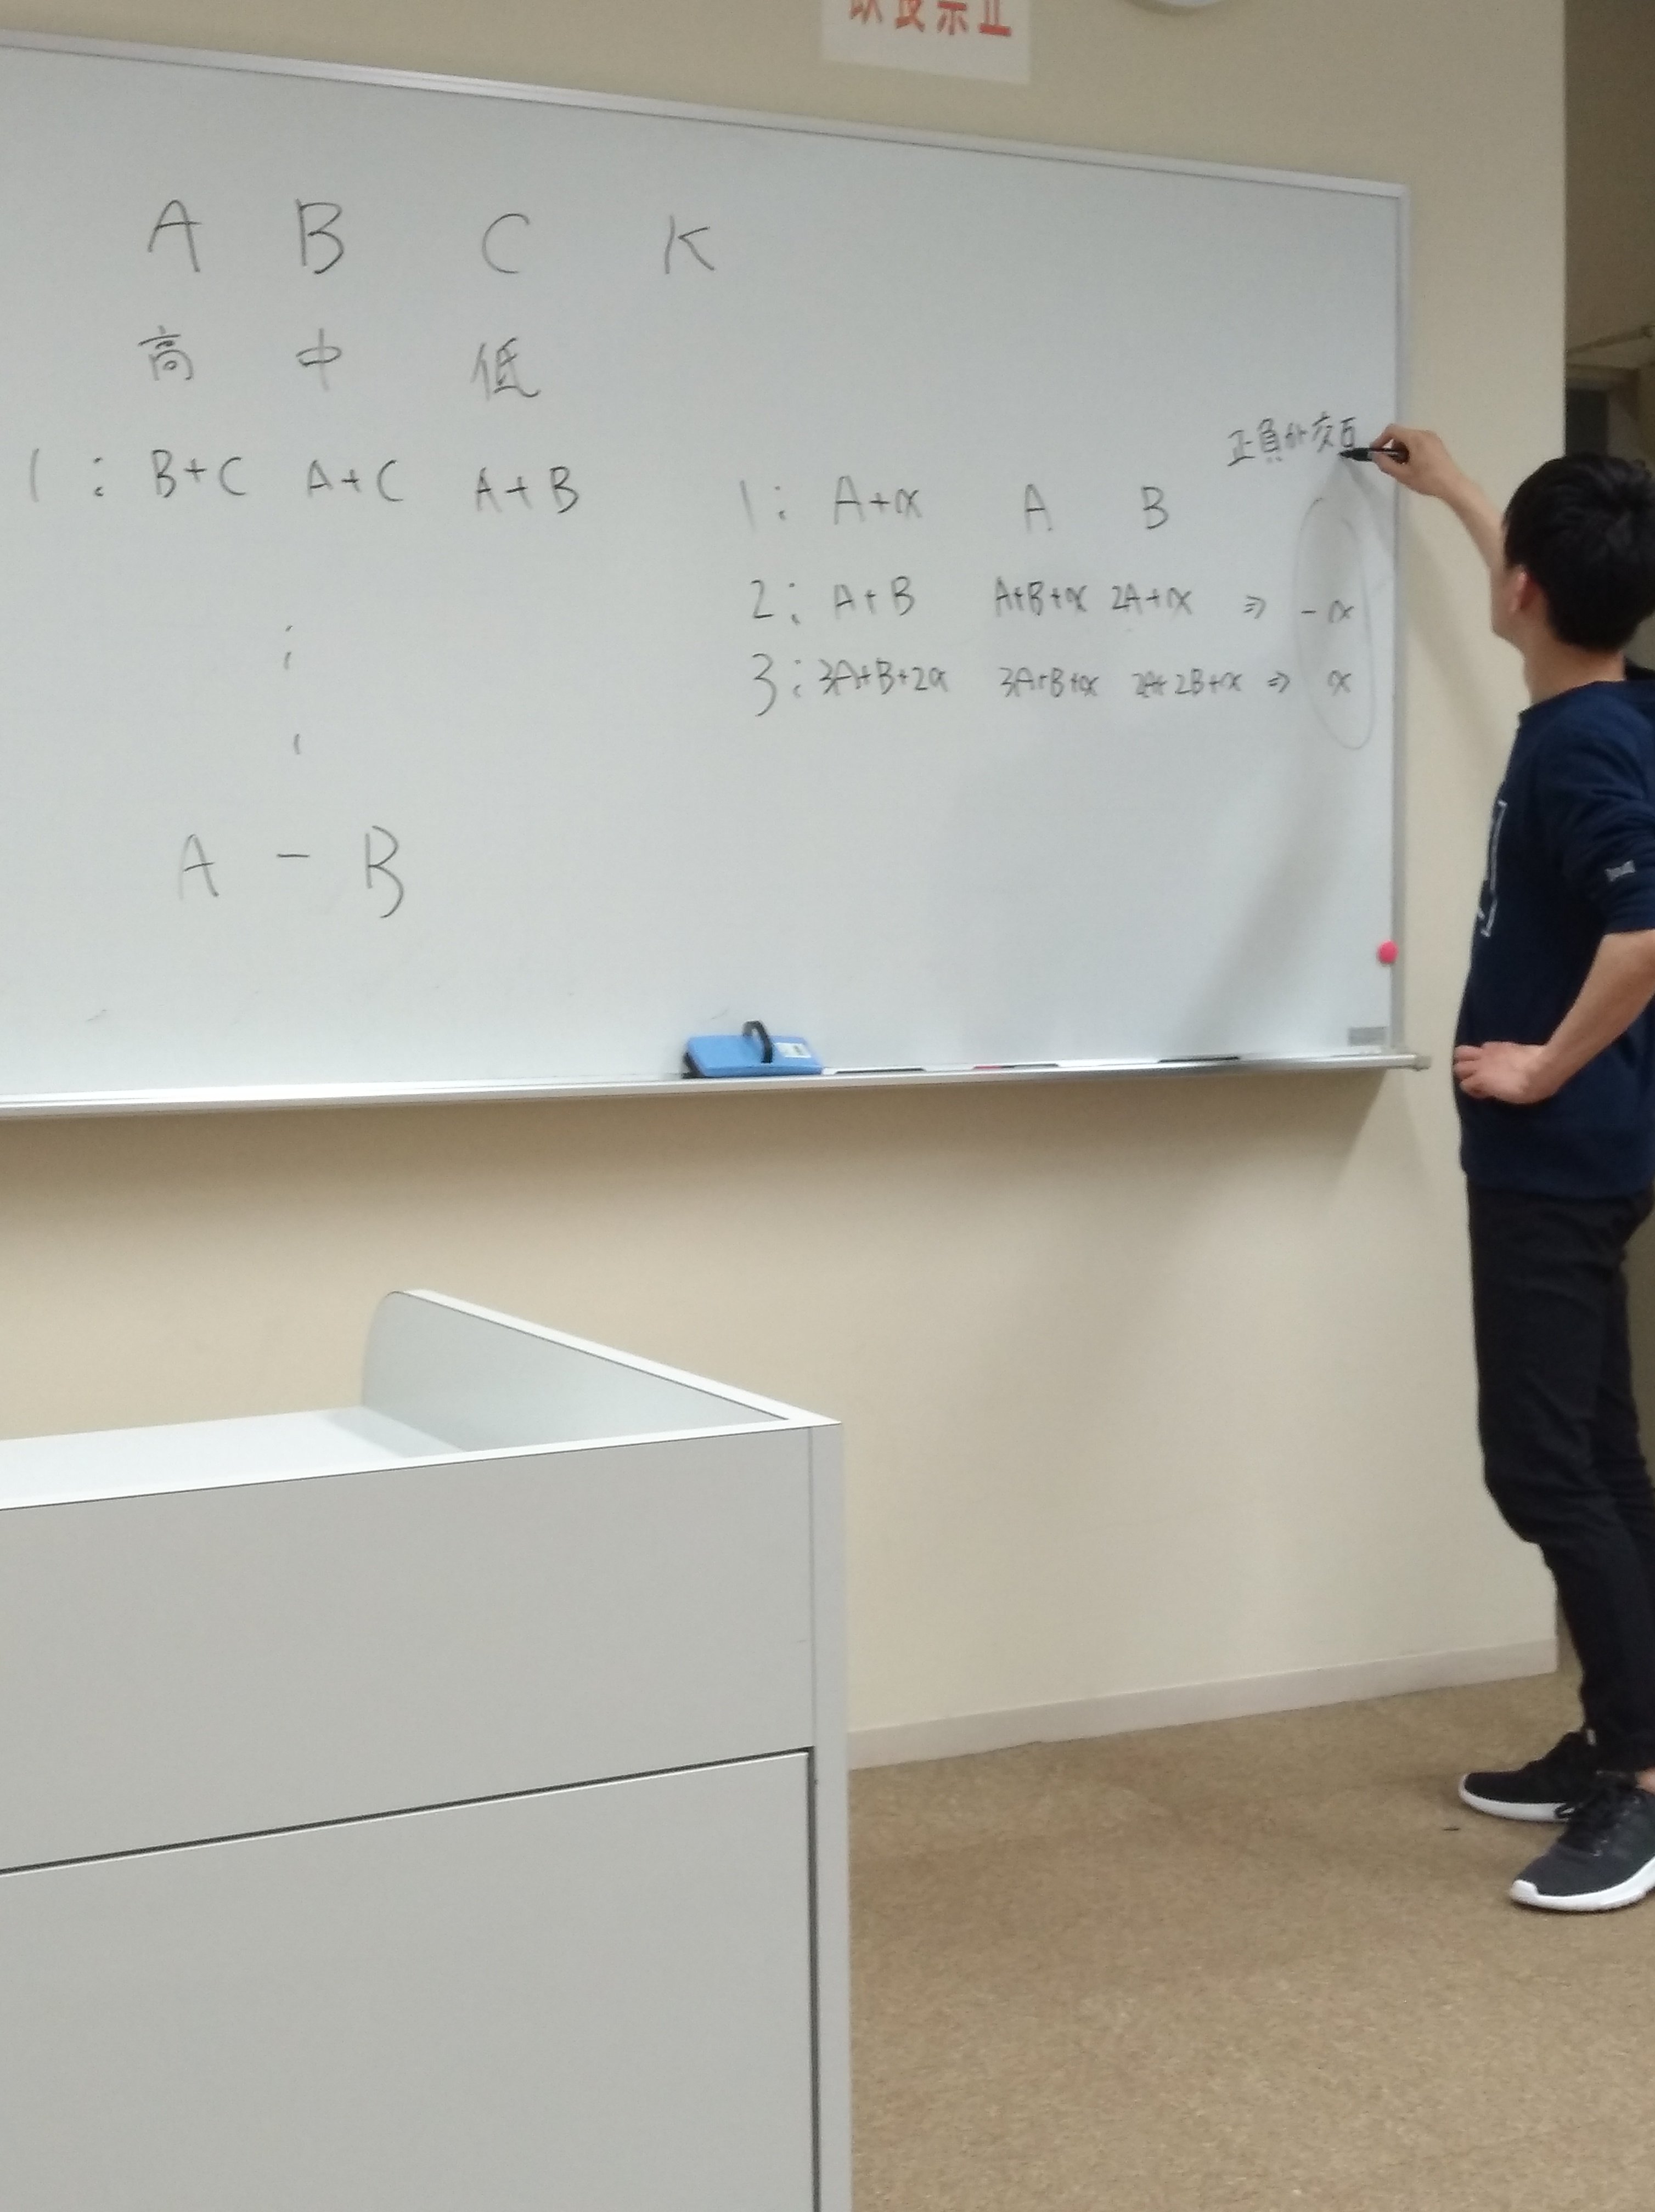 A B C K
高 中 低
1: B+C A+C A+B
A - B
正負が交互
1: A+α A B
2: A+B A+B+α 2A+α ⇒ -α
3: 3A+B+2α 3A+B+α 2A+2B+α ⇒ α